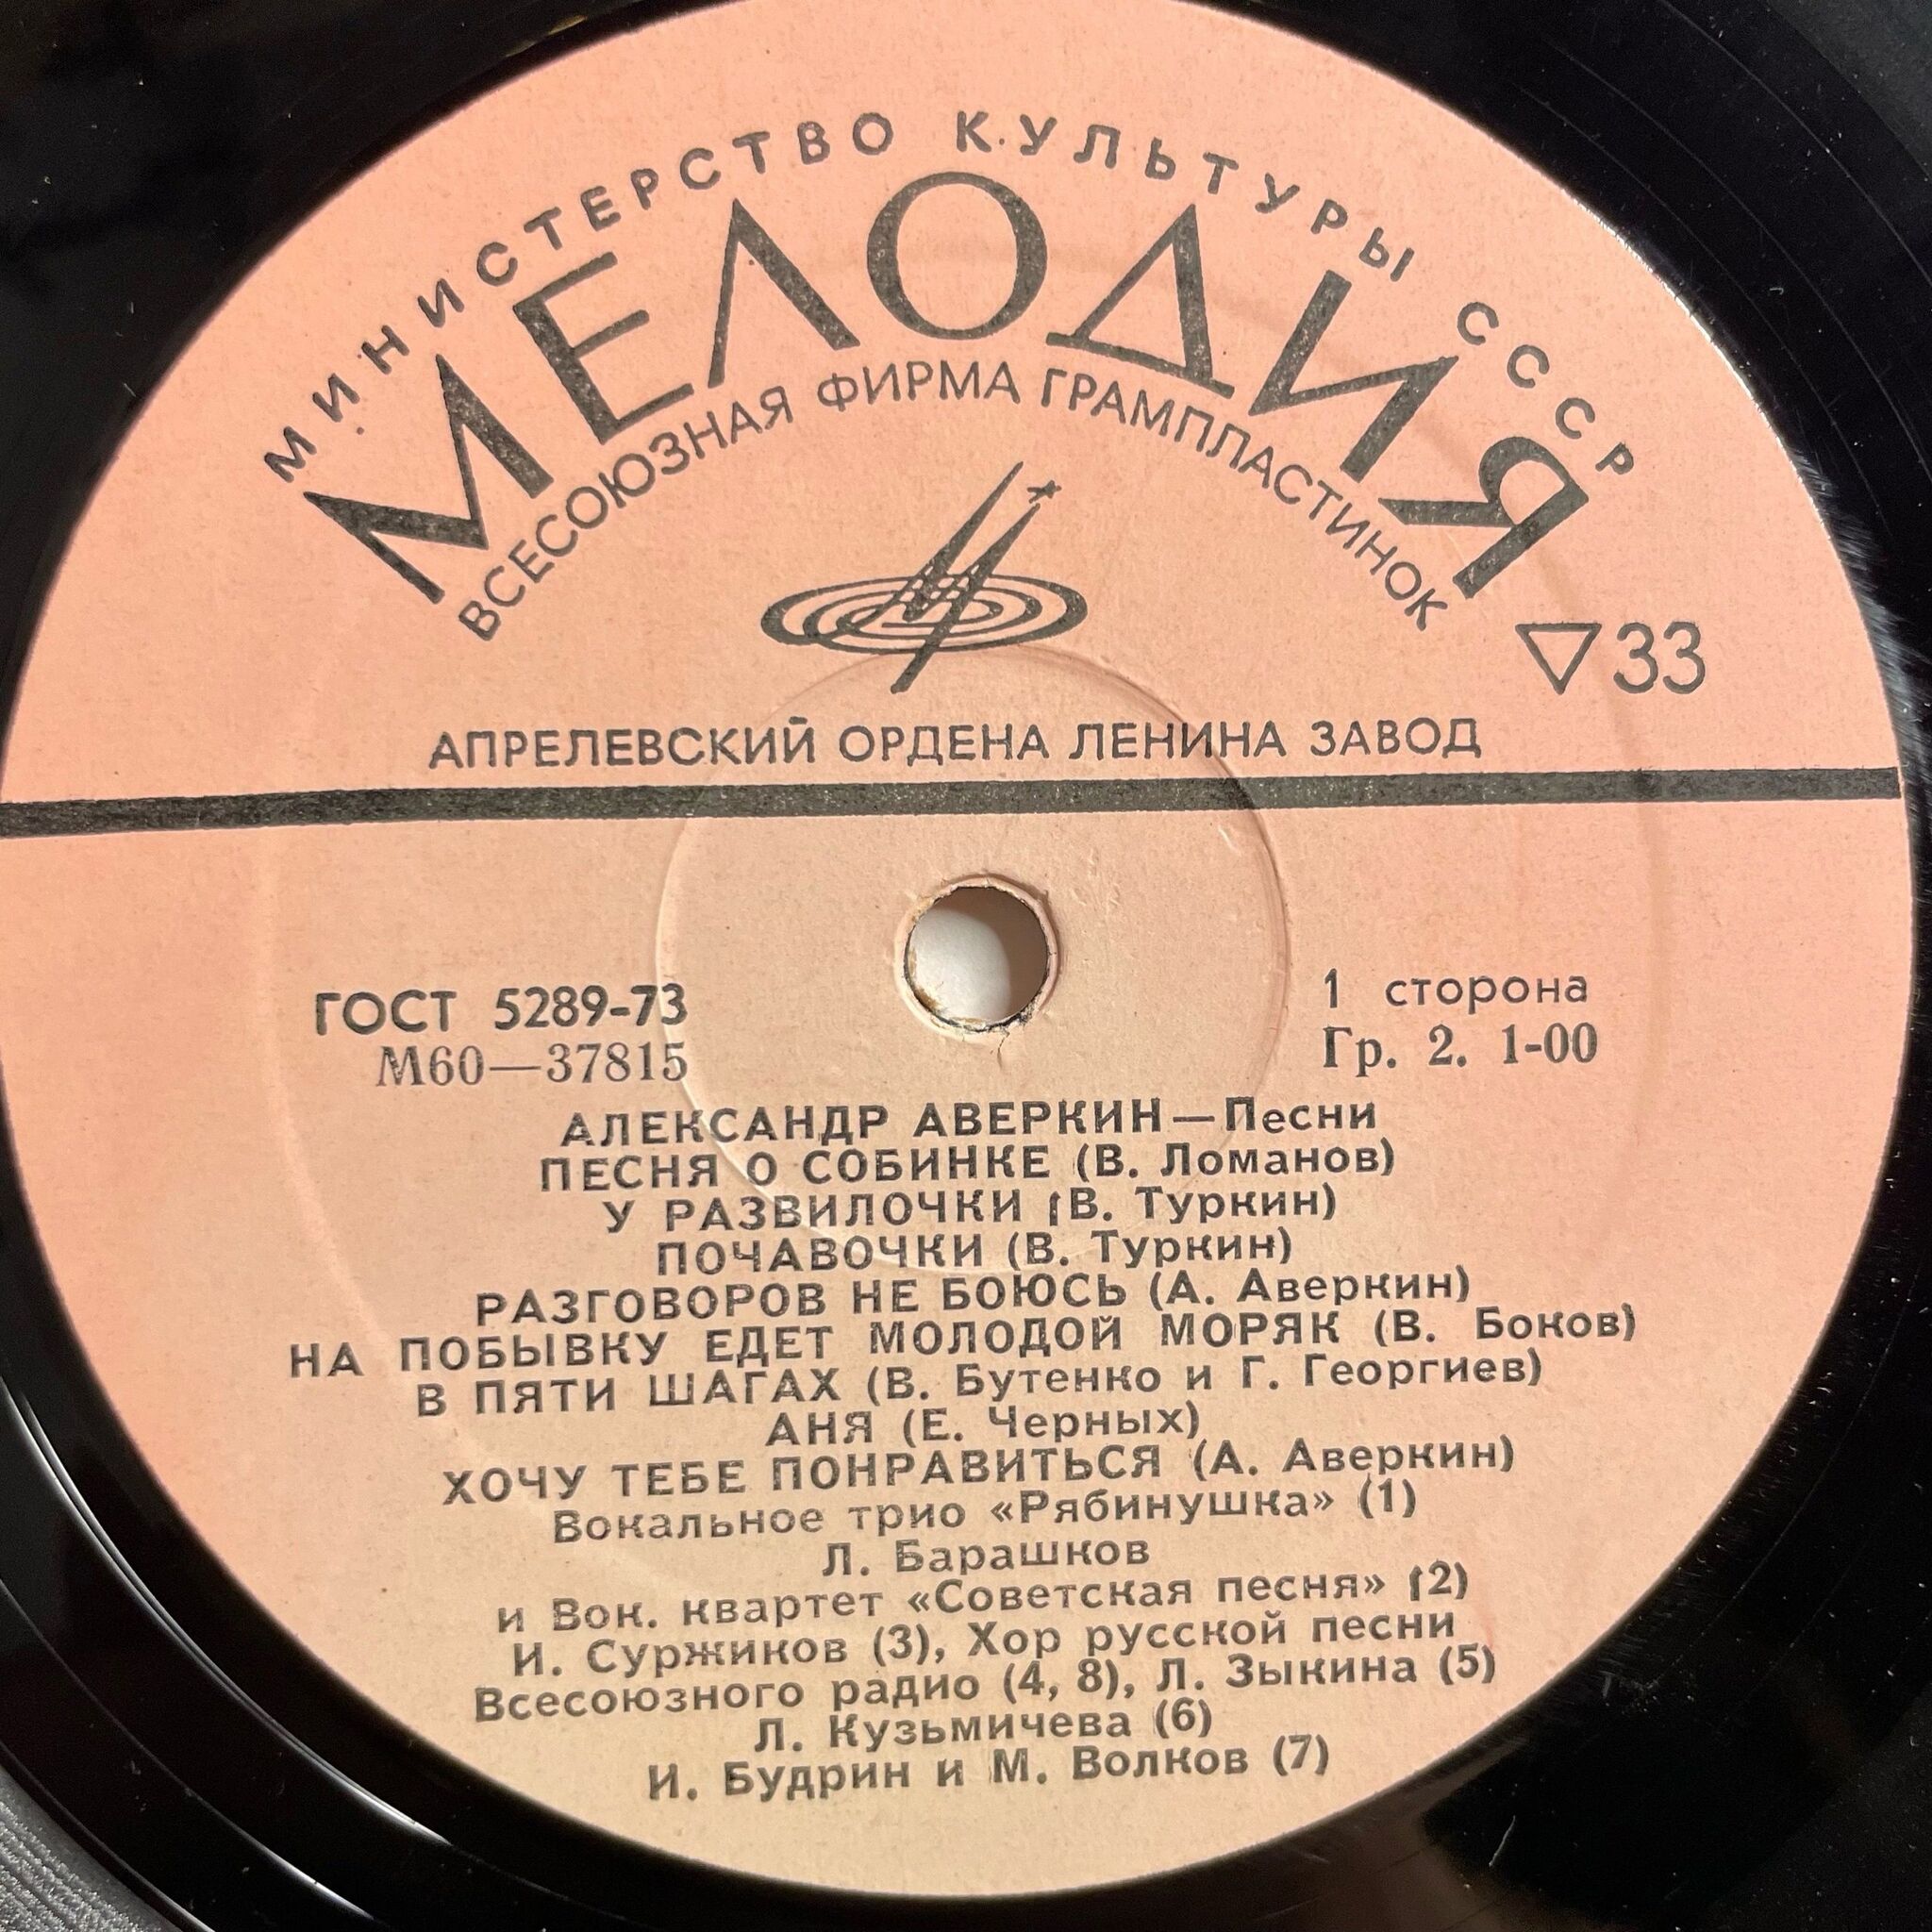 МИНИСТЕРСТВО КУЛЬТУРЫ СССР
МЕЛОДИЯ
ВСЕСОЮЗНАЯ ФИРМА ГРАМПЛАСТИНОК
33
АПРЕЛЕВСКИЙ ОРДЕНА ЛЕНИНА ЗАВОД
ГОСТ 5289-73
М60—37815
1 сторона
Гр. 2. 1-00
АЛЕКСАНДР АВЕРКИН — Песни
ПЕСНЯ О СОБИНКЕ (В. Ломанов)
У РАЗВИЛОЧКИ (В. Туркин)
ПОЧАВОЧКИ (В. Туркин)
РАЗГОВОРОВ НЕ БОЮСЬ (А. Аверкин)
НА ПОБЫВКУ ЕДЕТ МОЛОДОЙ МОРЯК (В. Боков)
В ПЯТИ ШАГАХ (В. Бутенко и Г. Георгиев)
АНЯ (Е. Черных)
ХОЧУ ТЕБЕ ПОНРАВИТЬСЯ (А. Аверкин)
Вокальное трио «Рябинушка» (1)
Л. Барашков
и Вок. квартет «Советская песня» (2)
И. Суржиков (3), Хор русской песни
Всесоюзного радио (4, 8), Л. Зыкина (5)
Л. Кузьмичева (6)
И. Будрин и М. Волков (7)